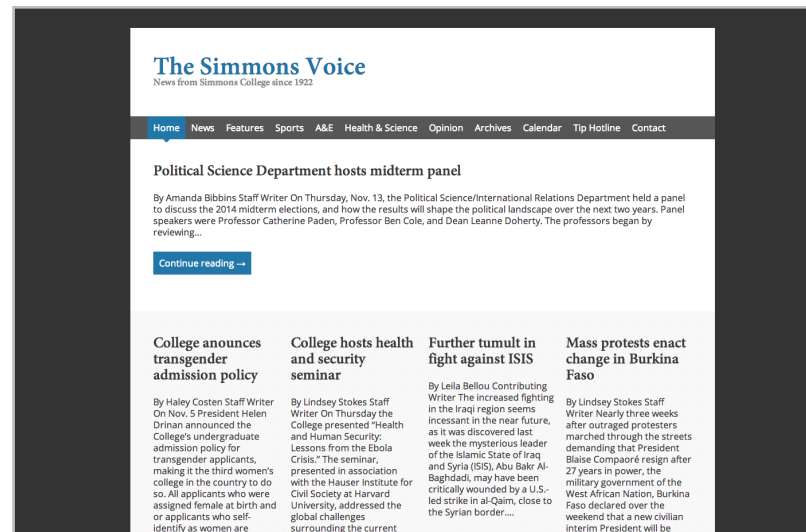 The Simmons Voice
News from Simmons College since 1922
Home News Features Sports A&E Health & Science Opinion Archives Calendar Tip Hotline Contact
Political Science Department hosts midterm panel
By Amanda Bibbins Staff Writer On Thursday, Nov. 13, the Political Science/International Relations Department held a panel
to discuss the 2014 midterm elections, and how the results will shape the political landscape over the next two years. Panel
speakers were Professor Catherine Paden, Professor Ben Cole, and Dean Leanne Doherty. The professors began by
reviewing...
Continue reading →
College anounces
transgender
admission policy
By Haley Costen Staff Writer
On Nov. 5 President Helen
Drinan announced the
College's undergraduate
admission policy for
transgender applicants,
making it the third women's
college in the country to do
so. All applicants who were
assigned female at birth and
or applicants who self-
identify as women are
College hosts health
and security
seminar
By Lindsey Stokes Staff
Writer On Thursday the
College presented "Health
and Human Security:
Lessons from the Ebola
Crisis." The seminar,
presented in association
with the Hauser Institute for
Civil Society at Harvard
University, addressed the
global challenges
surrounding the current
Further tumult in
fight against ISIS
By Leila Bellou Contributing
Writer The increased fighting
in the Iraqi region seems
incessant in the near future,
as it was discovered last
week the mysterious leader
of the Islamic State of Iraq
and Syria (ISIS), Abu Bakr Al-
Baghdadi, may have been
critically wounded by a U.S.-
led strike in al-Qaim, close to
the Syrian border....
Mass protests enact
change in Burkina
Faso
By Lindsey Stokes Staff
Writer Nearly three weeks
after outraged protesters
marched through the streets
demanding that President
Blaise Compaoré resign after
27 years in power, the
military government of the
West African Nation, Burkina
Faso declared over the
weekend that a new civilian
interim President will be